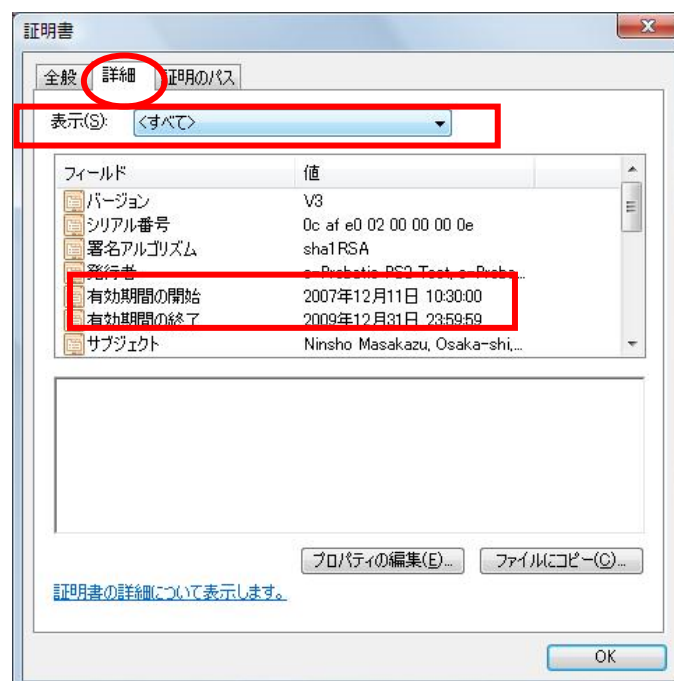 証明書
全般 詳細 証明のパス
表示(S): <すべて>
フィールド 値
バージョン V3
シリアル番号 0c af e0 02 00 00 00 0e
署名アルゴリズム sha1RSA
発行者 e-Probatio PS2 Test, e-Proba...
有効期間の開始 2007年12月11日 10:30:00
有効期間の終了 2009年12月31日 23:59:59
サブジェクト Ninsho Masakazu, Osaka-shi,...
プロパティの編集(E)... ファイルにコピー(C)...
証明書の詳細について表示します。
OK